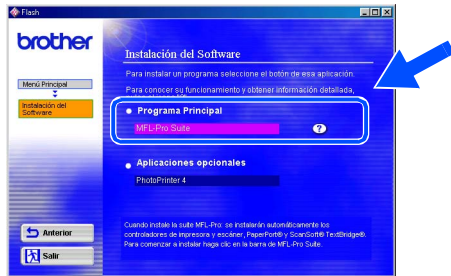 Flash
brother
Instalación del Software
Para instalar un programa seleccione el botón de esa aplicación.
Para conocer su funcionamiento y obtener información detallada,
Menú Principal
Instalación del
Software
Programa Principal
MFL-Pro Suite
?
Aplicaciones opcionales
PhotoPrinter 4
Cuando instale la suite MFL-Pro: se instalarán automáticamente los
controladores de impresora y escáner, PaperPort® y ScanSoft® TextBridge®.
Para comenzar a instalar haga clic en la barra de MFL-Pro Suite.
Anterior
Salir